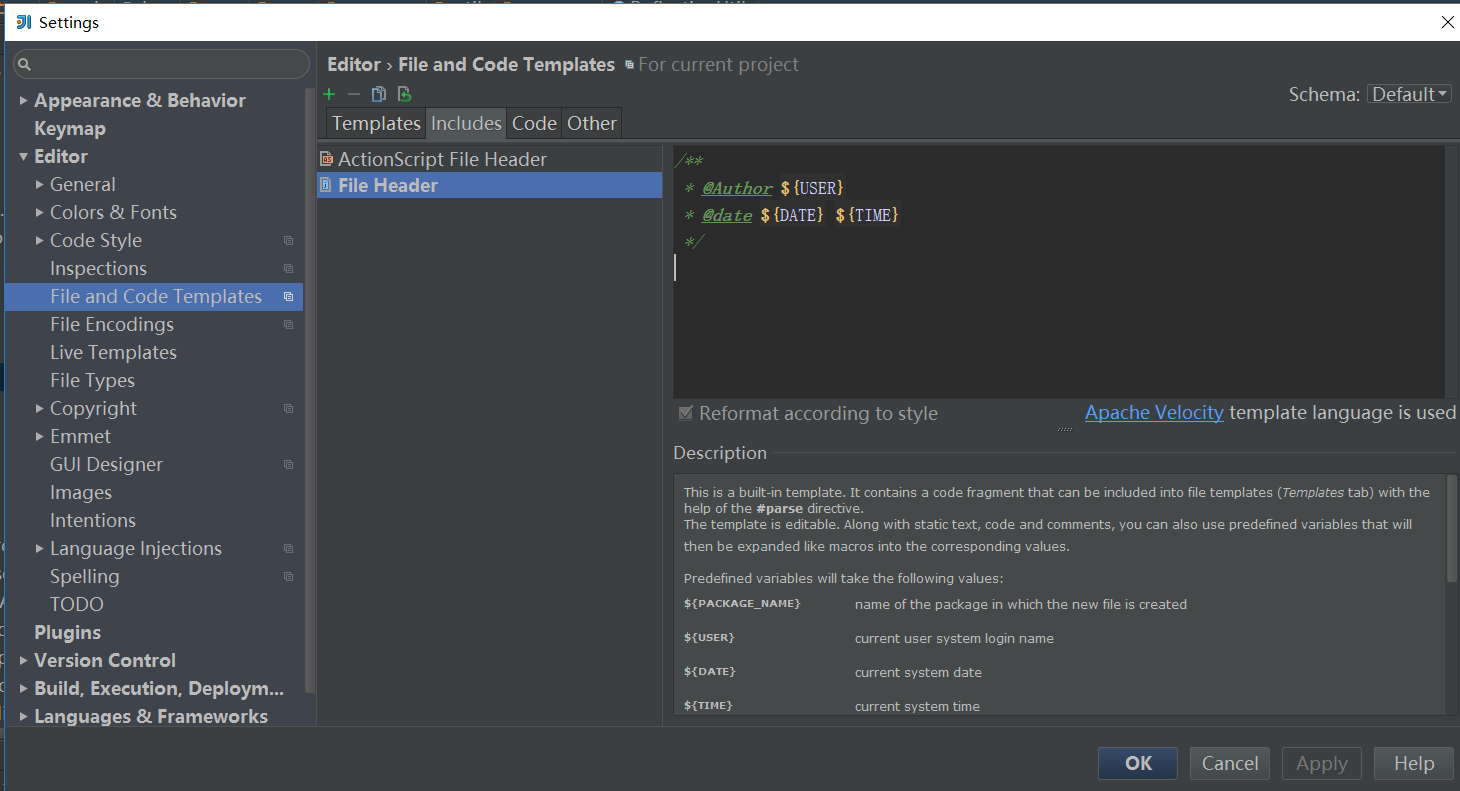 Settings
Editor › File and Code Templates For current project
Schema: Default
Templates Includes Code Other
Appearance & Behavior
Keymap
Editor
General
Colors & Fonts
Code Style
Inspections
File and Code Templates
File Encodings
Live Templates
File Types
Copyright
Emmet
GUI Designer
Images
Intentions
Language Injections
Spelling
TODO
Plugins
Version Control
Build, Execution, Deploym...
Languages & Frameworks
ActionScript File Header
File Header
/**
* @Author ${USER}
* @date ${DATE} ${TIME}
*/
Reformat according to style
Apache Velocity template language is used
Description
This is a built-in template. It contains a code fragment that can be included into file templates (Templates tab) with the
help of the #parse directive.
The template is editable. Along with static text, code and comments, you can also use predefined variables that will
then be expanded like macros into the corresponding values.
Predefined variables will take the following values:
${PACKAGE_NAME} name of the package in which the new file is created
${USER} current user system login name
${DATE} current system date
${TIME} current system time
OK Cancel Apply Help